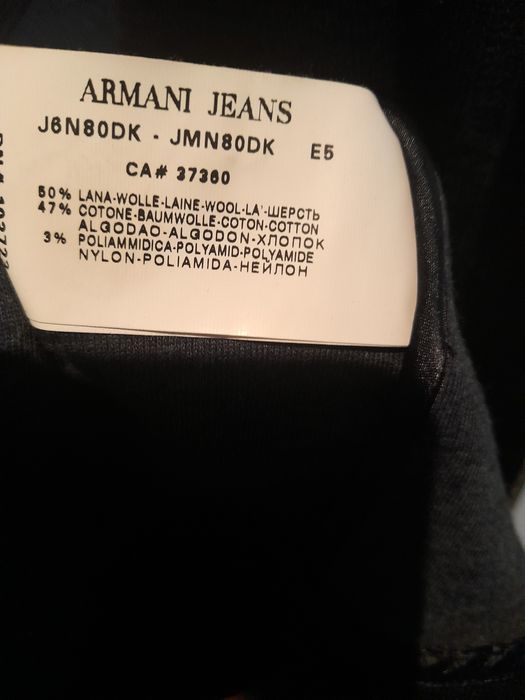 ARMANI JEANS
J6N80DK - JMN80DK E5
CA# 37360
50% LANA-WOLLE-LAINE-WOOL-LA'-ШЕРСТЬ
47% COTONE-BAUMWOLLE-COTON-COTTON
ALGODAO-ALGODON-ХЛОПОК
3% POLIAMMIDICA-POLYAMID-POLYAMIDE
NYLON-POLIAMIDA-НЕЙЛОН